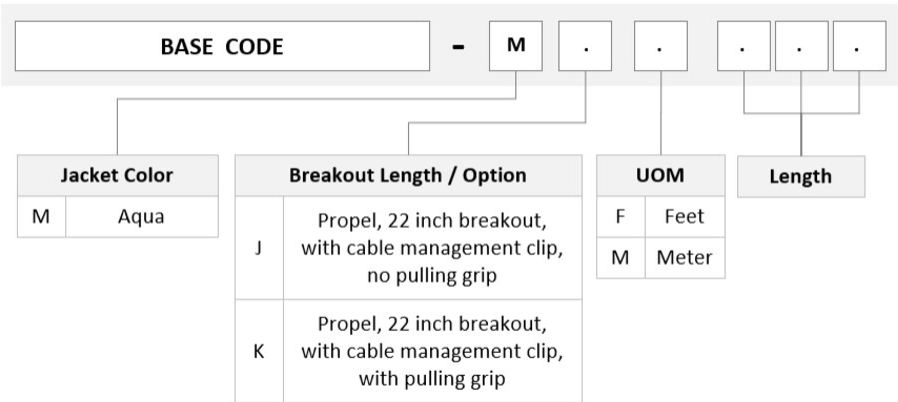 BASE CODE - M . . . . .
Jacket Color
M Aqua
Breakout Length / Option
J Propel, 22 inch breakout,
with cable management clip,
no pulling grip
K Propel, 22 inch breakout,
with cable management clip,
with pulling grip
UOM
F Feet
M Meter
Length